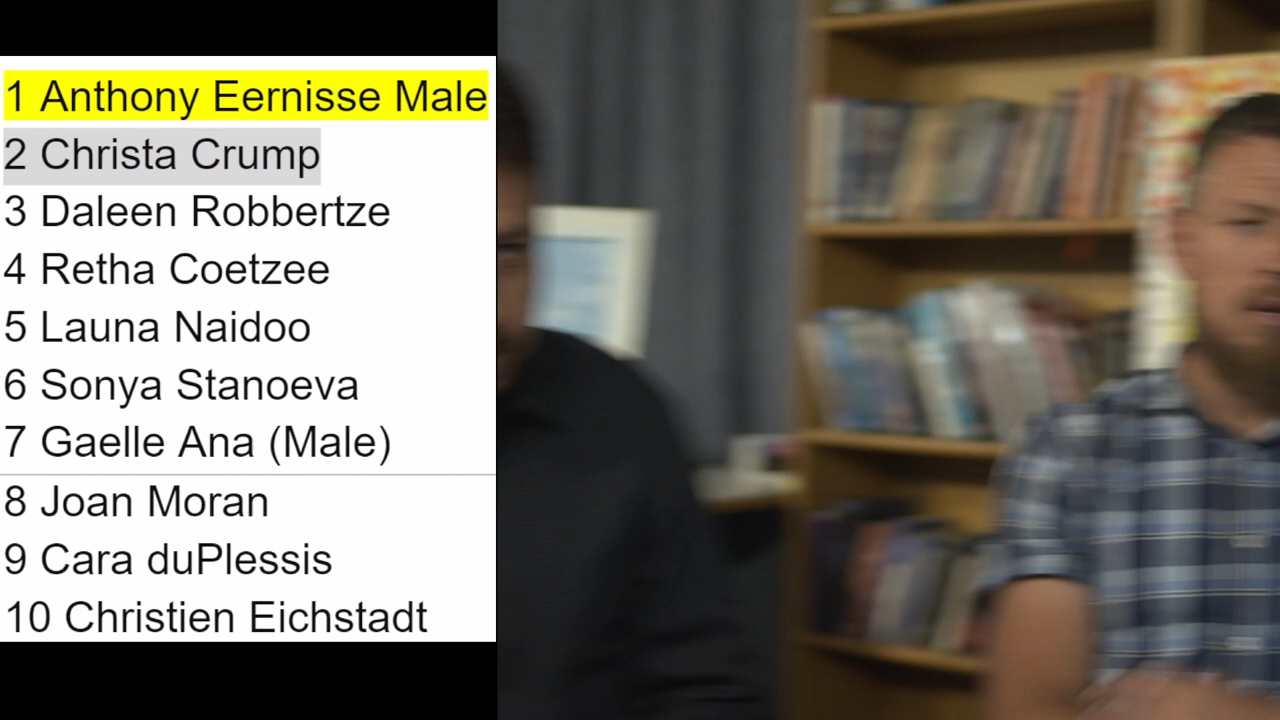 1 Anthony Eernisse Male
2 Christa Crump
3 Daleen Robbertze
4 Retha Coetzee
5 Launa Naidoo
6 Sonya Stanoeva
7 Gaelle Ana (Male)
8 Joan Moran
9 Cara duPlessis
10 Christien Eichstadt